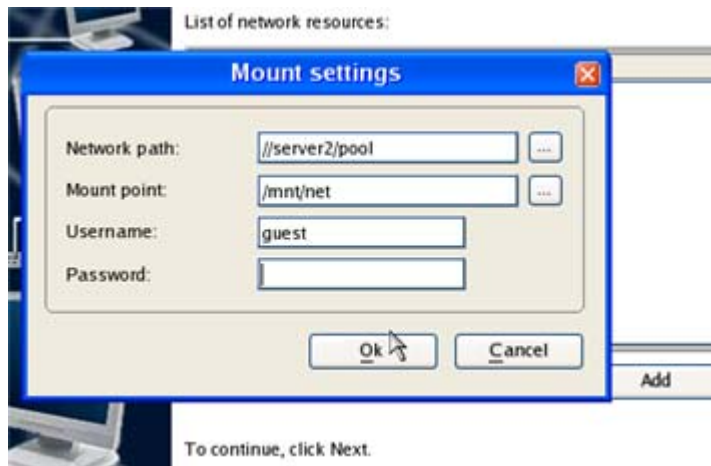 List of network resources:
Mount settings
Network path: //server2/pool ...
Mount point: /mnt/net ...
Username: guest
Password:
Ok Cancel
Add
To continue, click Next.